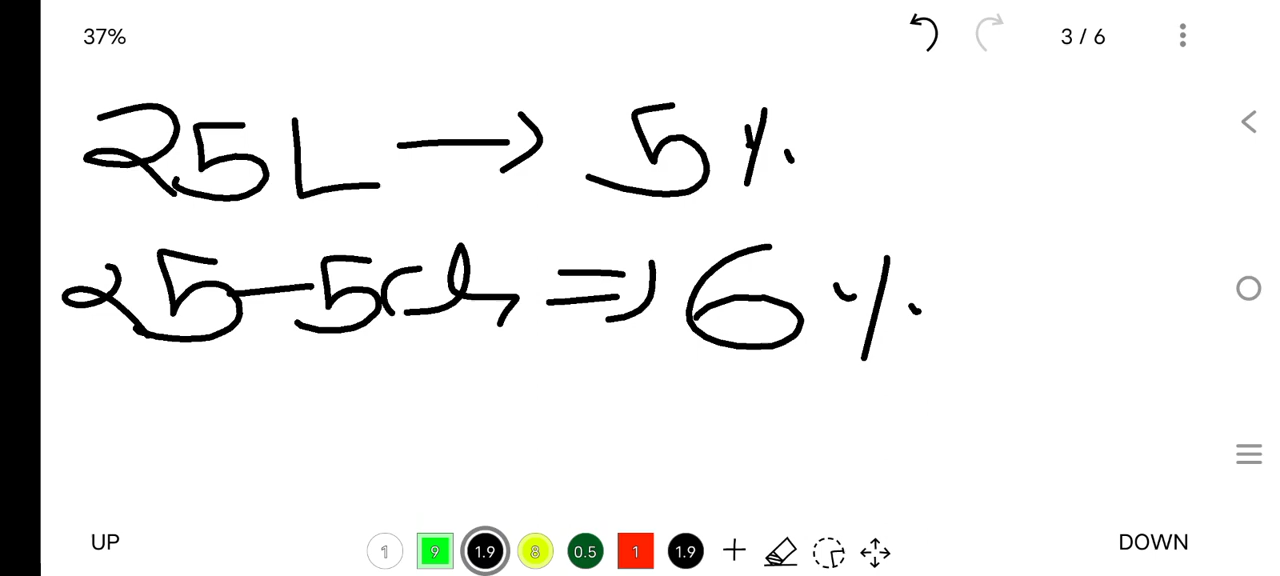 37%
3 / 6
25L → 5%
25-5Ch ⇒ 6%
1 9 1.9 8 0.5 1 1.9
UP
DOWN